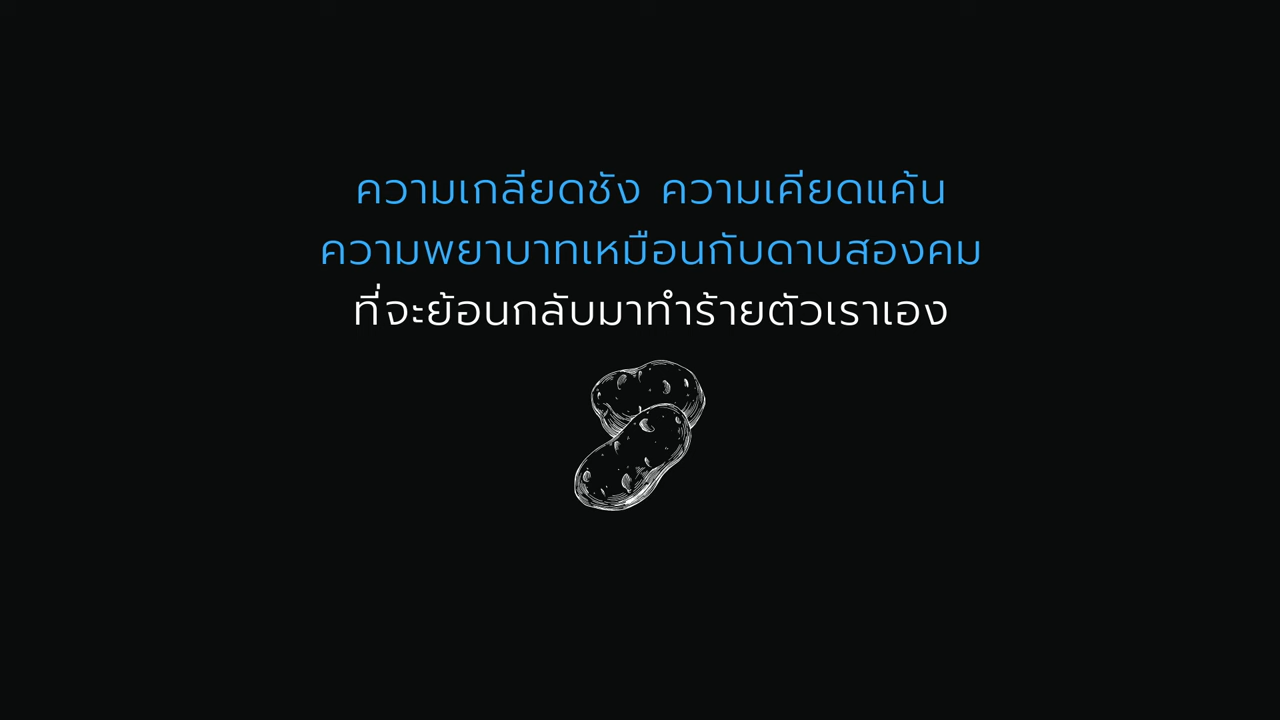 ความเกลียดชัง ความเคียดแค้น
ความพยาบาทเหมือนกับดาบสองคม
ที่จะย้อนกลับมาทำร้ายตัวเราเอง